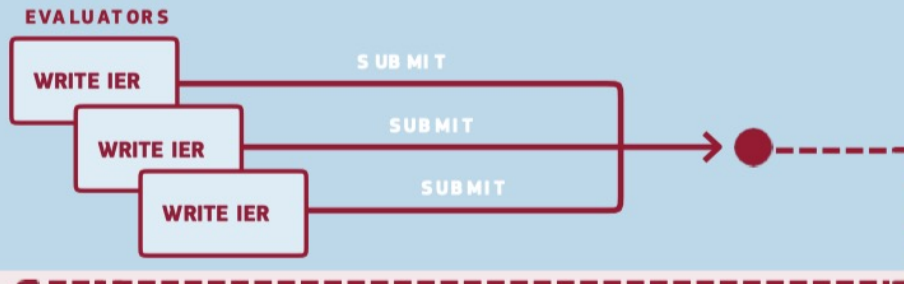 EVALUATORS
WRITE IER
SUBMIT
WRITE IER
SUBMIT
WRITE IER
SUBMIT